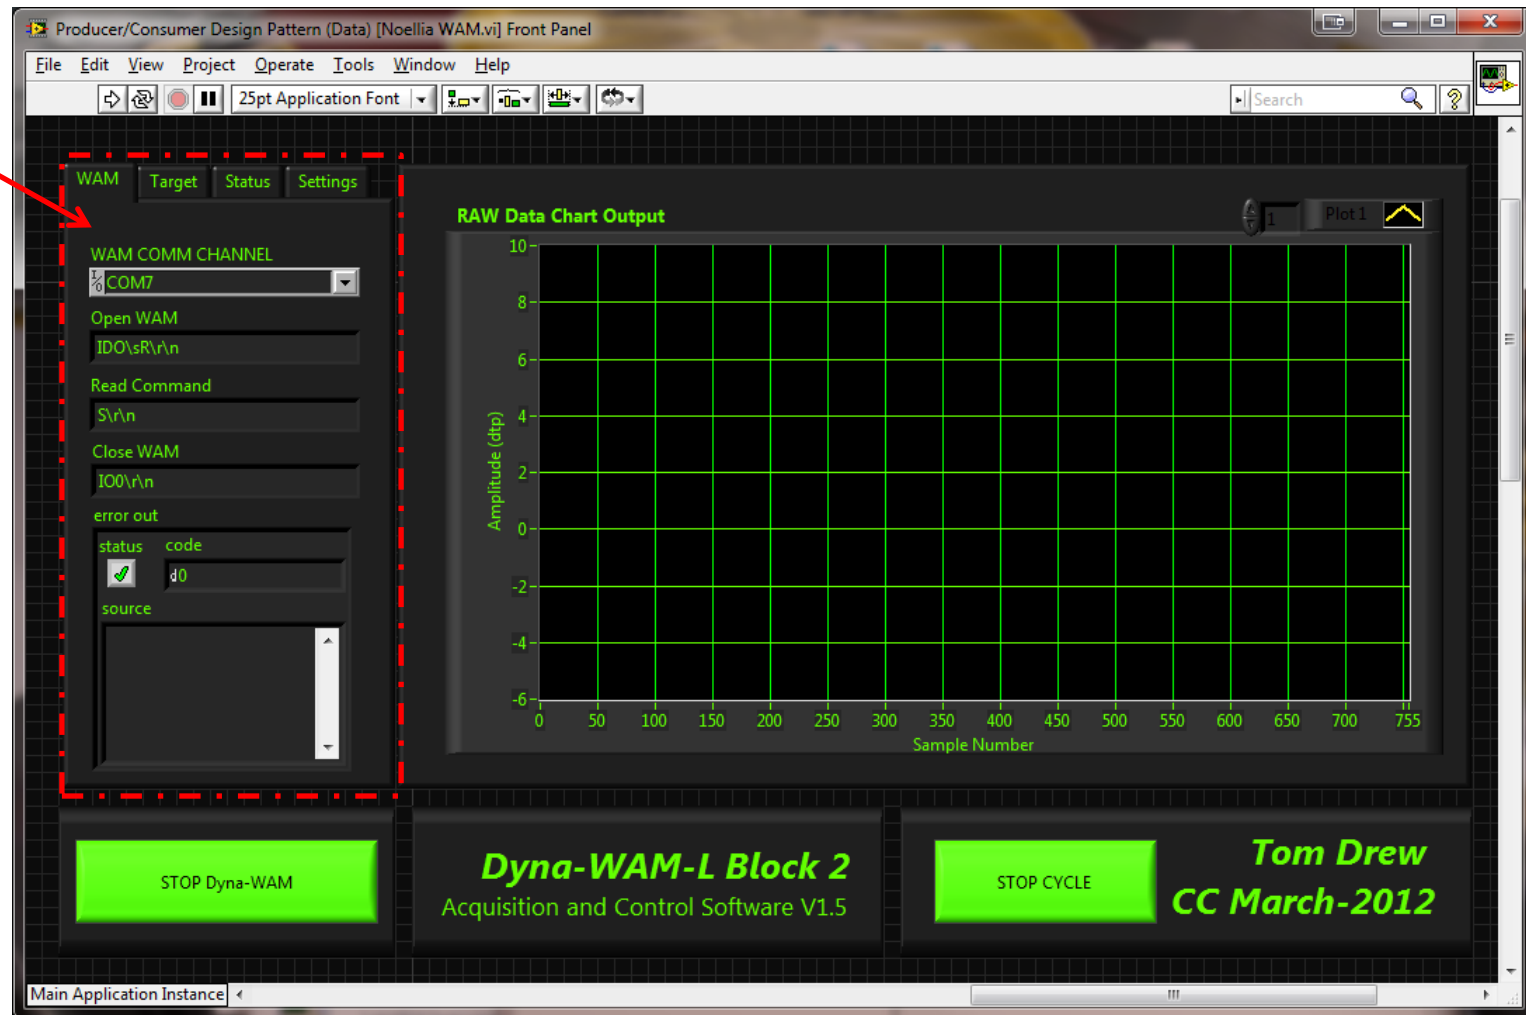 Producer/Consumer Design Pattern (Data) [Noellia WAM.vi] Front Panel
File Edit View Project Operate Tools Window Help
25pt Application Font
Search
WAM Target Status Settings
WAM COMM CHANNEL
I/O COM7
Open WAM
IDO\sR\r\n
Read Command
S\r\n
Close WAM
IO0\r\n
error out
status code
d0
source
RAW Data Chart Output
1 Plot 1
10
8
6
4
2
0
-2
-4
-6
Amplitude (dtp)
0 50 100 150 200 250 300 350 400 450 500 550 600 650 700 755
Sample Number
STOP Dyna-WAM
Dyna-WAM-L Block 2
Acquisition and Control Software V1.5
STOP CYCLE
Tom Drew
CC March-2012
Main Application Instance